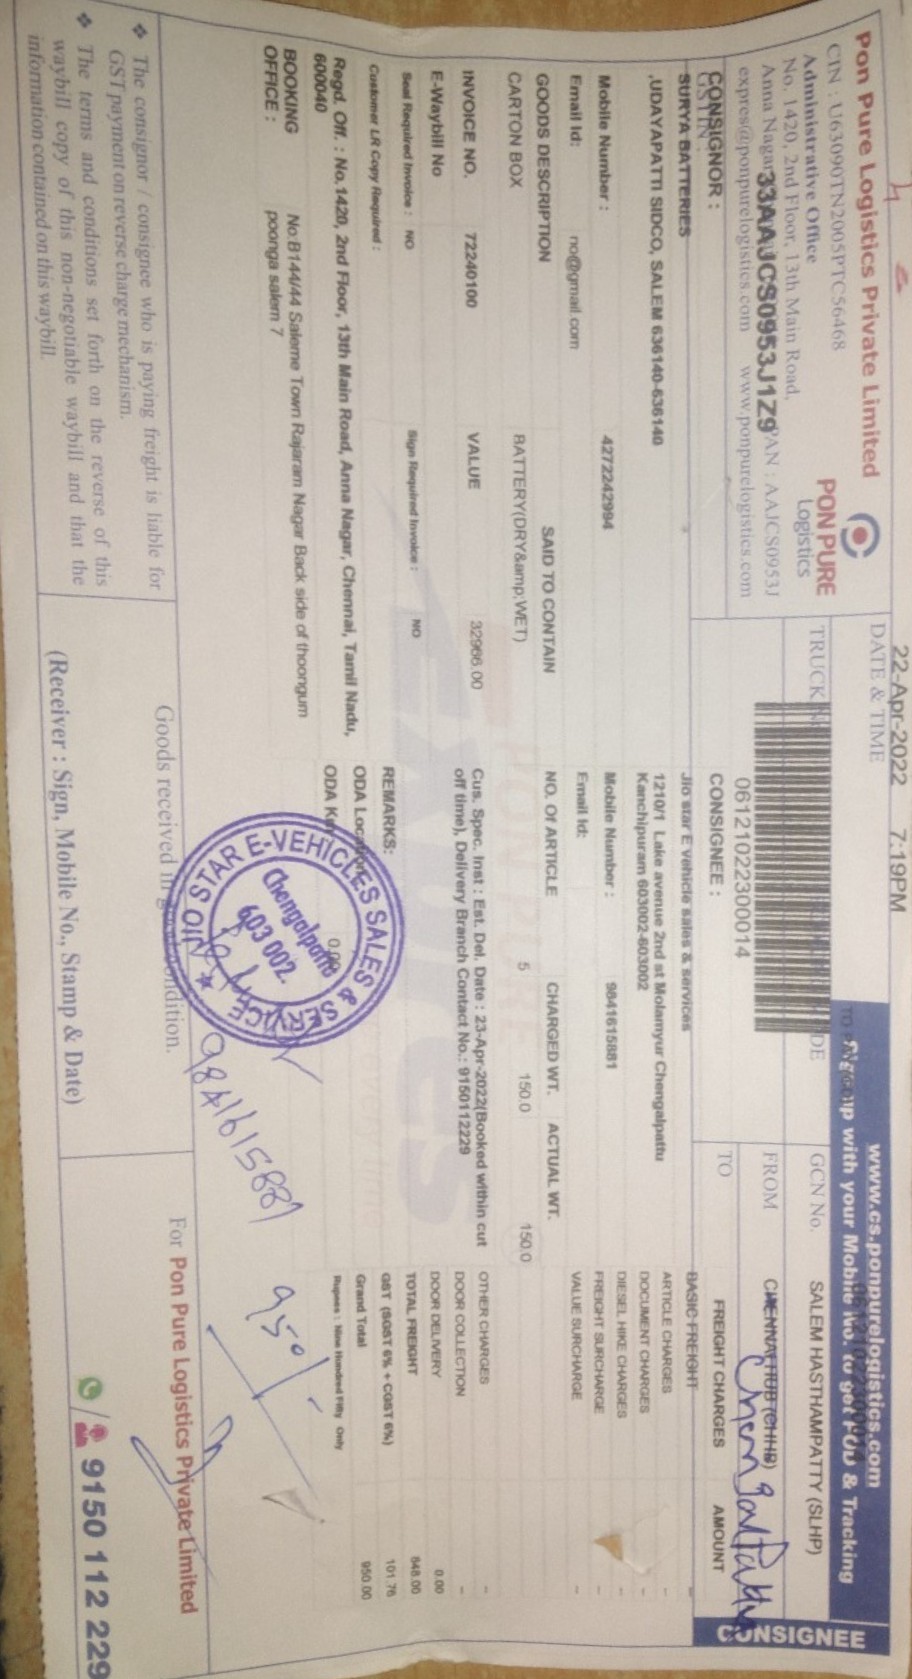 22-Apr-2022 7:19PM
Pon Pure Logistics Private Limited
CIN : U63090TN2005PTC56468
Administrative Office
No. 1420, 2nd Floor, 13th Main Road,
Anna Nagar
33AAJCS0953J1Z9
PAN : AAJCS0953J
expres@ponpurelogistics.com www.ponpurelogistics.com
GSTIN :
PON PURE
Logistics
DATE & TIME
TRUCK
0612102230014
www.cs.ponpurelogistics.com
Signup with your Mobile No. to get POD & Tracking
CONSIGNEE
GCN No.
SALEM HASTHAMPATTY (SLHP)
FROM
CHENNAI HUB (CHHB)
TO
Chengalpattu
CONSIGNOR :
SURYA BATTERIES
,UDAYAPATTI SIDCO, SALEM 636140-636140
Mobile Number : 4272242994
Email Id: no@gmail.com
CONSIGNEE :
Jio star E vehicle sales & services
1210/1 Lake avenue 2nd st Molamyur Chengalpattu
Kanchipuram 603002-603002
Mobile Number : 9841615881
Email Id:
GOODS DESCRIPTION SAID TO CONTAIN NO. Of ARTICLE CHARGED WT. ACTUAL WT.
CARTON BOX BATTERY(DRY&amp;WET) 5 150.0 150.0
INVOICE NO. 72240100 VALUE 32966.00
E-Waybill No
Cus. Spec. Inst : Est. Del. Date : 23-Apr-2022(Booked within cut
off time), Delivery Branch Contact No.: 9150112229
Seal Required Invoice : NO Sign Required Invoice : NO
Customer LR Copy Required :
REMARKS:
ODA Location
ODA Km
0.00
Regd. Off. : No.1420, 2nd Floor, 13th Main Road, Anna Nagar, Chennai, Tamil Nadu,
600040
BOOKING
OFFICE :
No:B144/44 Saleme Town Rajaram Nagar Back side of thoongum
poonga salem 7
FREIGHT CHARGES AMOUNT
BASIC FREIGHT -
ARTICLE CHARGES -
DOCUMENT CHARGES -
DIESEL HIKE CHARGES
FREIGHT SURCHARGE -
VALUE SURCHARGE -
OTHER CHARGES -
DOOR COLLECTION -
DOOR DELIVERY 0.00
TOTAL FREIGHT 848.00
GST (SGST 6% + CGST 6%) 101.76
Grand Total 950.00
Rupees : Nine Hundred Fifty Only
JIO STAR E-VEHICLES SALES & SERVICE
Chengalpattu
603 002.
950/-
❖ The consignor / consignee who is paying freight is liable for
GST payment on reverse charge mechanism.
❖ The terms and conditions set forth on the reverse of this
waybill copy of this non-negotiable waybill and that the
information contained on this waybill.
Goods received in good condition.
(Receiver : Sign, Mobile No., Stamp & Date)
For Pon Pure Logistics Private Limited
9150 112 229